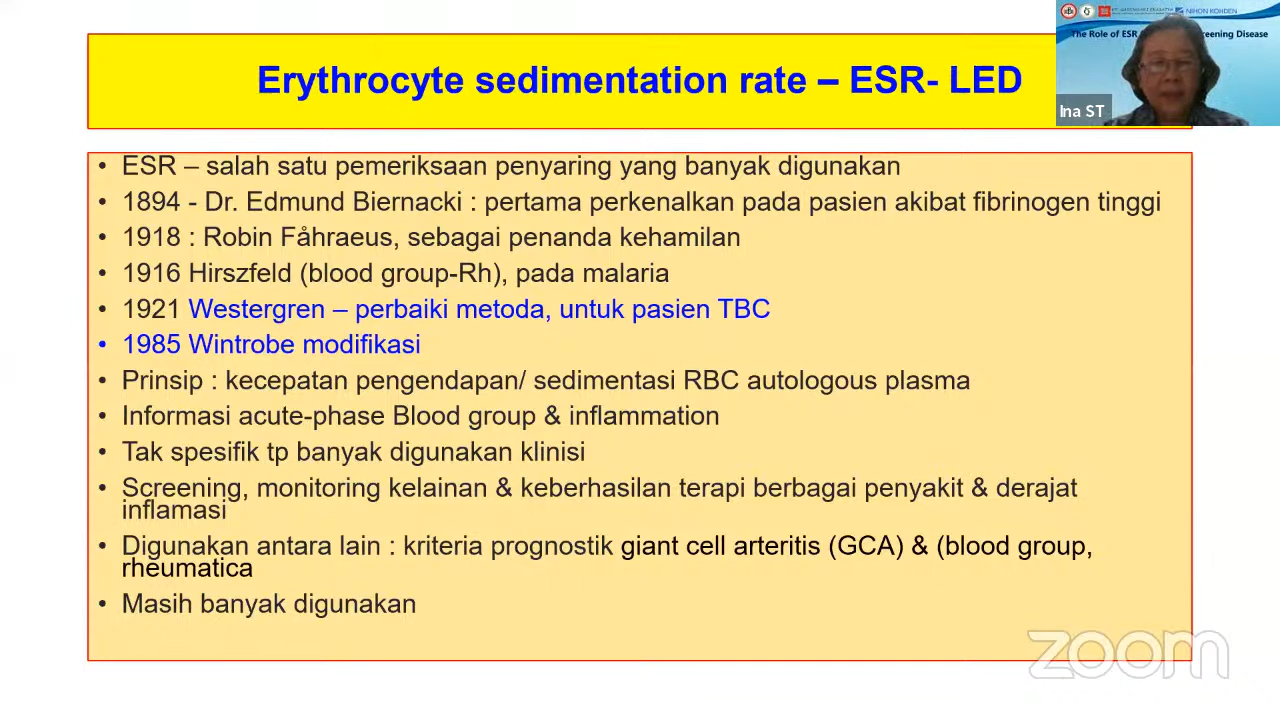 NIHON KOHDEN
The Role of ESR
reening Disease
Ina ST
Erythrocyte sedimentation rate – ESR- LED
• ESR – salah satu pemeriksaan penyaring yang banyak digunakan
• 1894 - Dr. Edmund Biernacki : pertama perkenalkan pada pasien akibat fibrinogen tinggi
• 1918 : Robin Fåhraeus, sebagai penanda kehamilan
• 1916 Hirszfeld (blood group-Rh), pada malaria
• 1921 Westergren – perbaiki metoda, untuk pasien TBC
• 1985 Wintrobe modifikasi
• Prinsip : kecepatan pengendapan/ sedimentasi RBC autologous plasma
• Informasi acute-phase Blood group & inflammation
• Tak spesifik tp banyak digunakan klinisi
• Screening, monitoring kelainan & keberhasilan terapi berbagai penyakit & derajat
inflamasi
• Digunakan antara lain : kriteria prognostik giant cell arteritis (GCA) & (blood group,
rheumatica
• Masih banyak digunakan
zoom